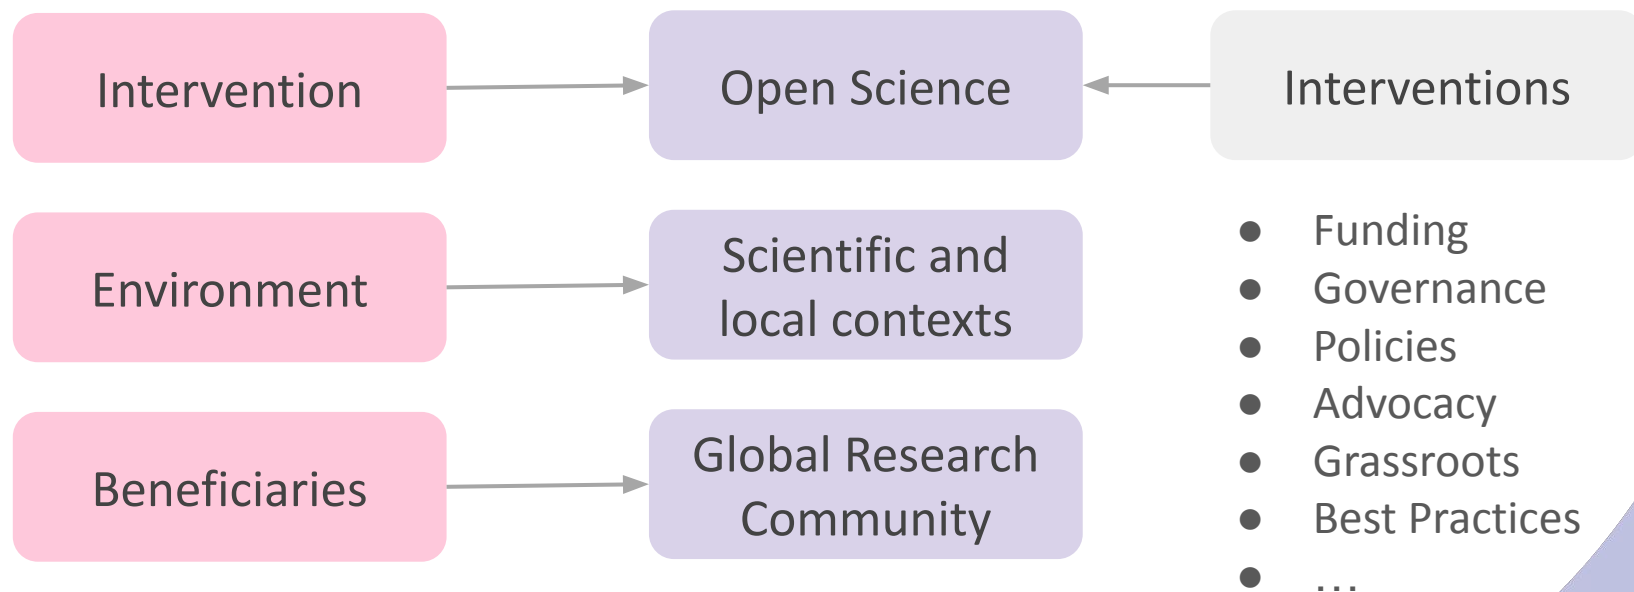 Intervention
Open Science
Interventions
Environment
Scientific and
local contexts
Beneficiaries
Global Research
Community
● Funding
● Governance
● Policies
● Advocacy
● Grassroots
● Best Practices
● ...